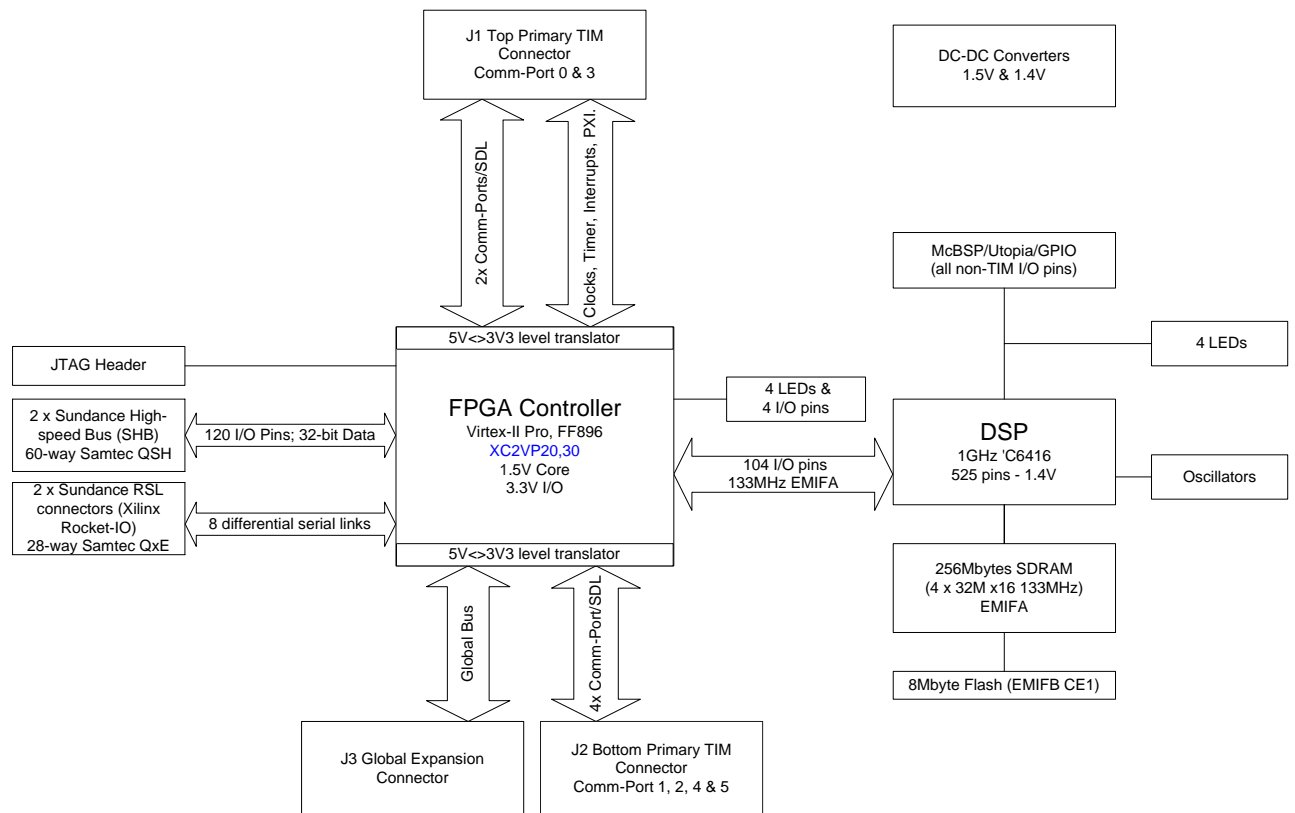 J1 Top Primary TIM
Connector
Comm-Port 0 & 3
DC-DC Converters
1.5V & 1.4V
2x Comm-Ports/SDL
Clocks, Timer, Interrupts, PXI.
McBSP/Utopia/GPIO
(all non-TIM I/O pins)
5V<>3V3 level translator
4 LEDs
JTAG Header
4 LEDs &
4 I/O pins
FPGA Controller
Virtex-II Pro, FF896
XC2VP20,30
1.5V Core
3.3V I/O
2 x Sundance High-
speed Bus (SHB)
60-way Samtec QSH
120 I/O Pins; 32-bit Data
DSP
1GHz 'C6416
525 pins - 1.4V
104 I/O pins
133MHz EMIFA
Oscillators
2 x Sundance RSL
connectors (Xilinx
Rocket-IO)
28-way Samtec QxE
8 differential serial links
5V<>3V3 level translator
256Mbytes SDRAM
(4 x 32M x16 133MHz)
EMIFA
Global Bus
4x Comm-Port/SDL
8Mbyte Flash (EMIFB CE1)
J3 Global Expansion
Connector
J2 Bottom Primary TIM
Connector
Comm-Port 1, 2, 4 & 5